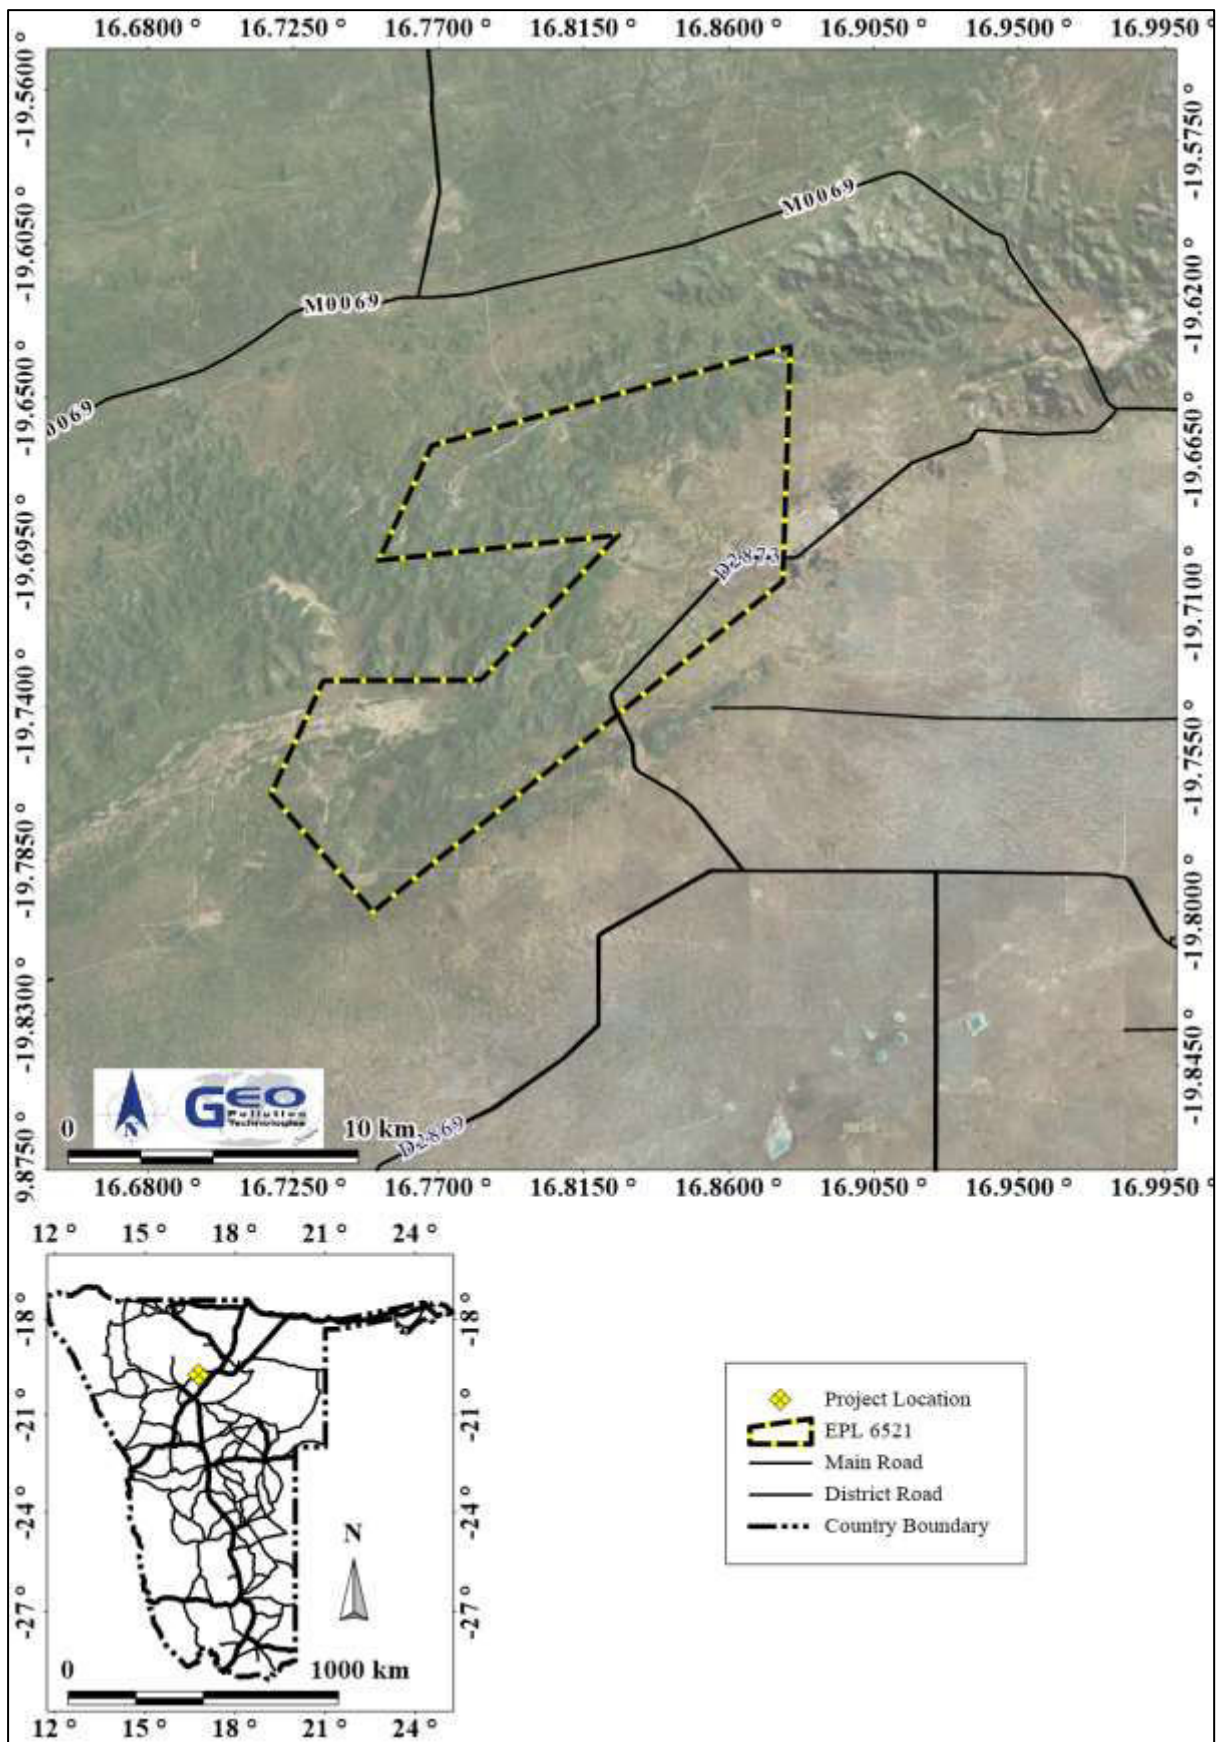 16.6800 ° 16.7250 ° 16.7700 ° 16.8150 ° 16.8600 ° 16.9050 ° 16.9500 ° 16.9950 °
-19.5600 °
-19.5750 °
M0069
-19.6050 °
-19.6200 °
M0069
-19.6500 °
0069
-19.6650 °
-19.6950 °
D2873
-19.7100 °
-19.7400 °
-19.7550 °
-19.7850 °
-19.8000 °
-19.8300 °
-19.8450 °
N
GEO
Pollution
Technologies
0 10 km
D2869
9.8750 °
16.6800 ° 16.7250 ° 16.7700 ° 16.8150 ° 16.8600 ° 16.9050 ° 16.9500 ° 16.9950 °
12 ° 15 ° 18 ° 21 ° 24 °
-18 ° -18 °
-21 ° -21 °
-24 ° -24 °
-27 ° -27 °
N
0 1000 km
12 ° 15 ° 18 ° 21 ° 24 °
Project Location
EPL 6521
Main Road
District Road
Country Boundary